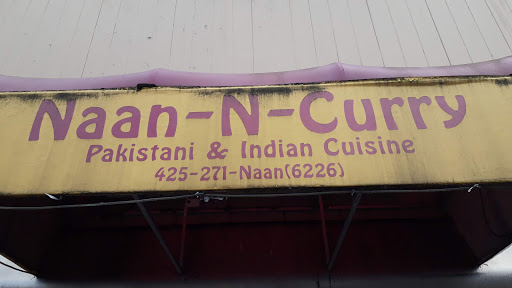 Naan-N-Curry
Pakistani & Indian Cuisine
425-271-Naan(6226)